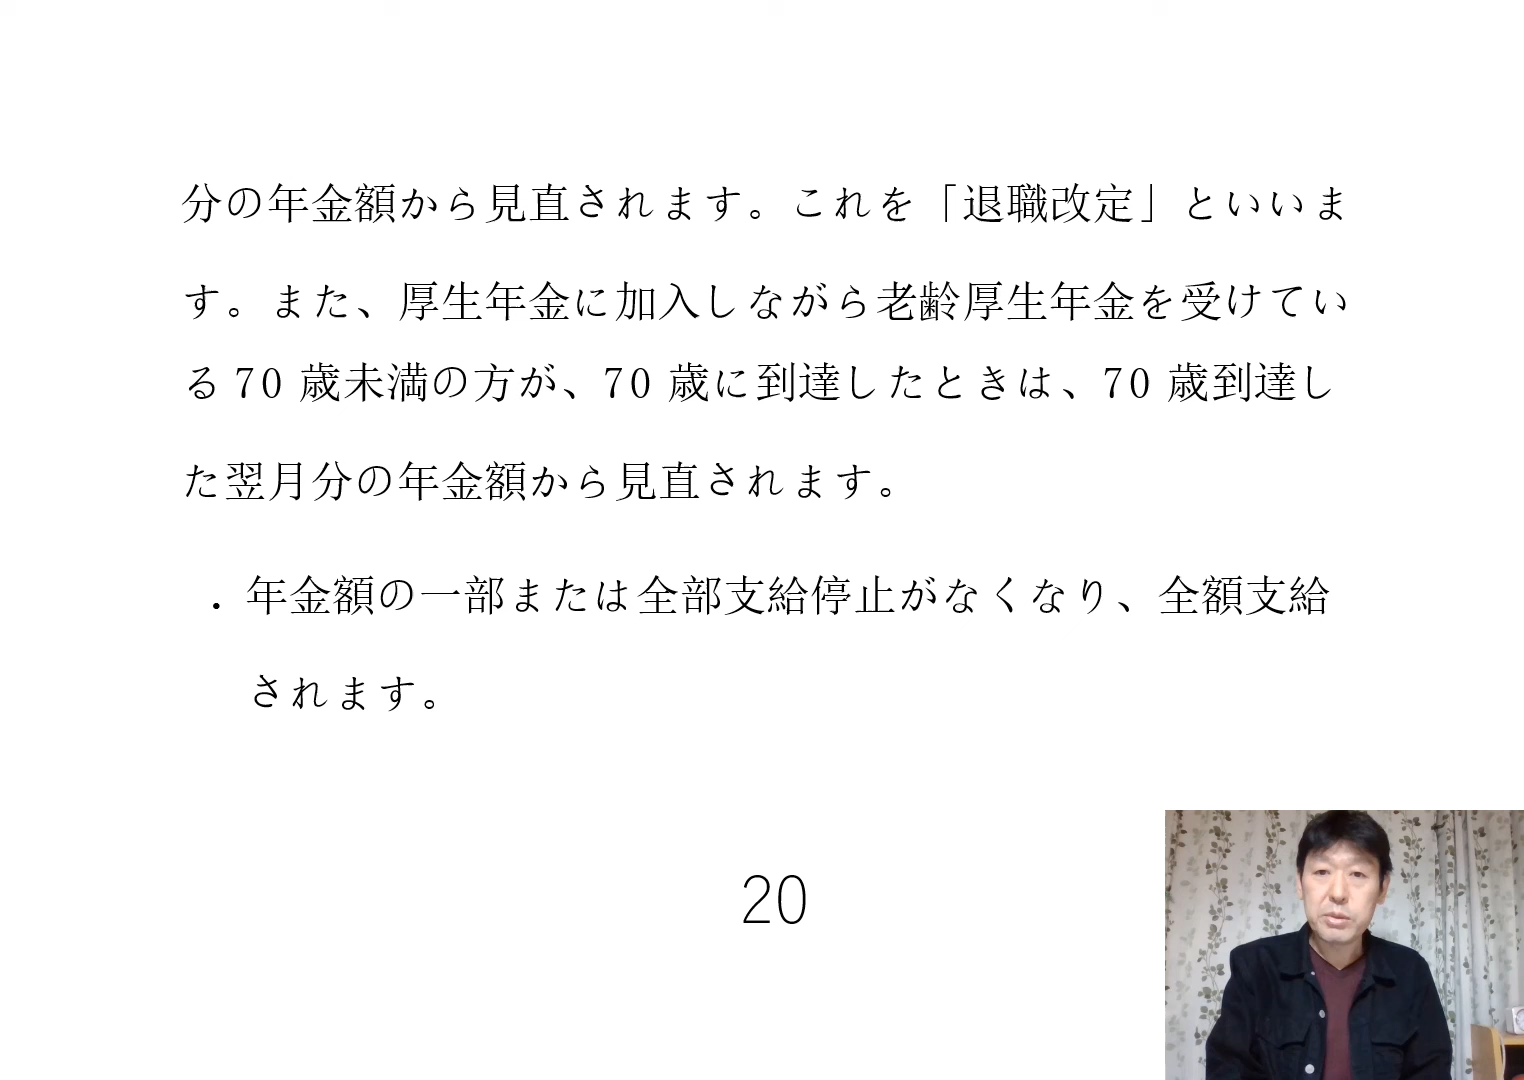 分の年金額から見直されます。これを「退職改定」といいま
す。また、厚生年金に加入しながら老齢厚生年金を受けてい
る 70 歳未満の方が、70 歳に到達したときは、70 歳到達し
た翌月分の年金額から見直されます。
．年金額の一部または全部支給停止がなくなり、全額支給
されます。
20